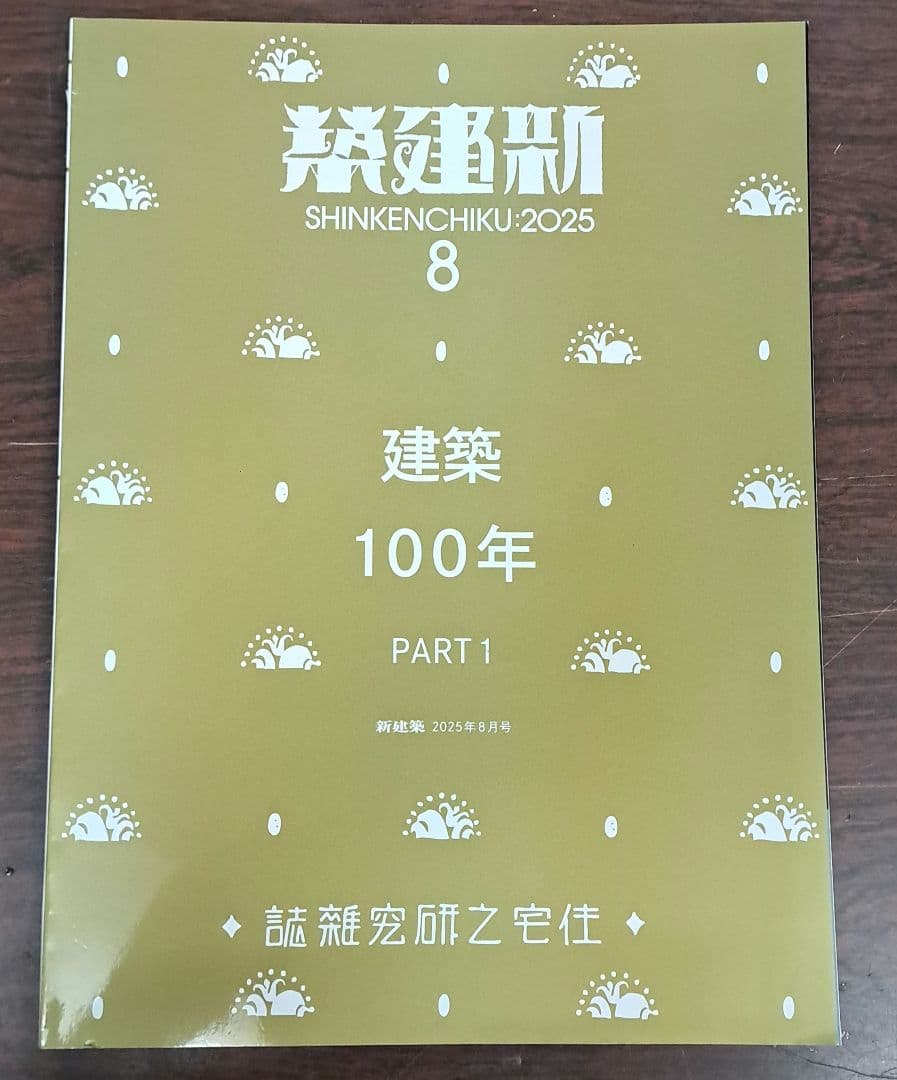 新建築
SHINKENCHIKU:2025
8
建築
100年
PART 1
新建築 2025年8月号
住宅之研究雜誌